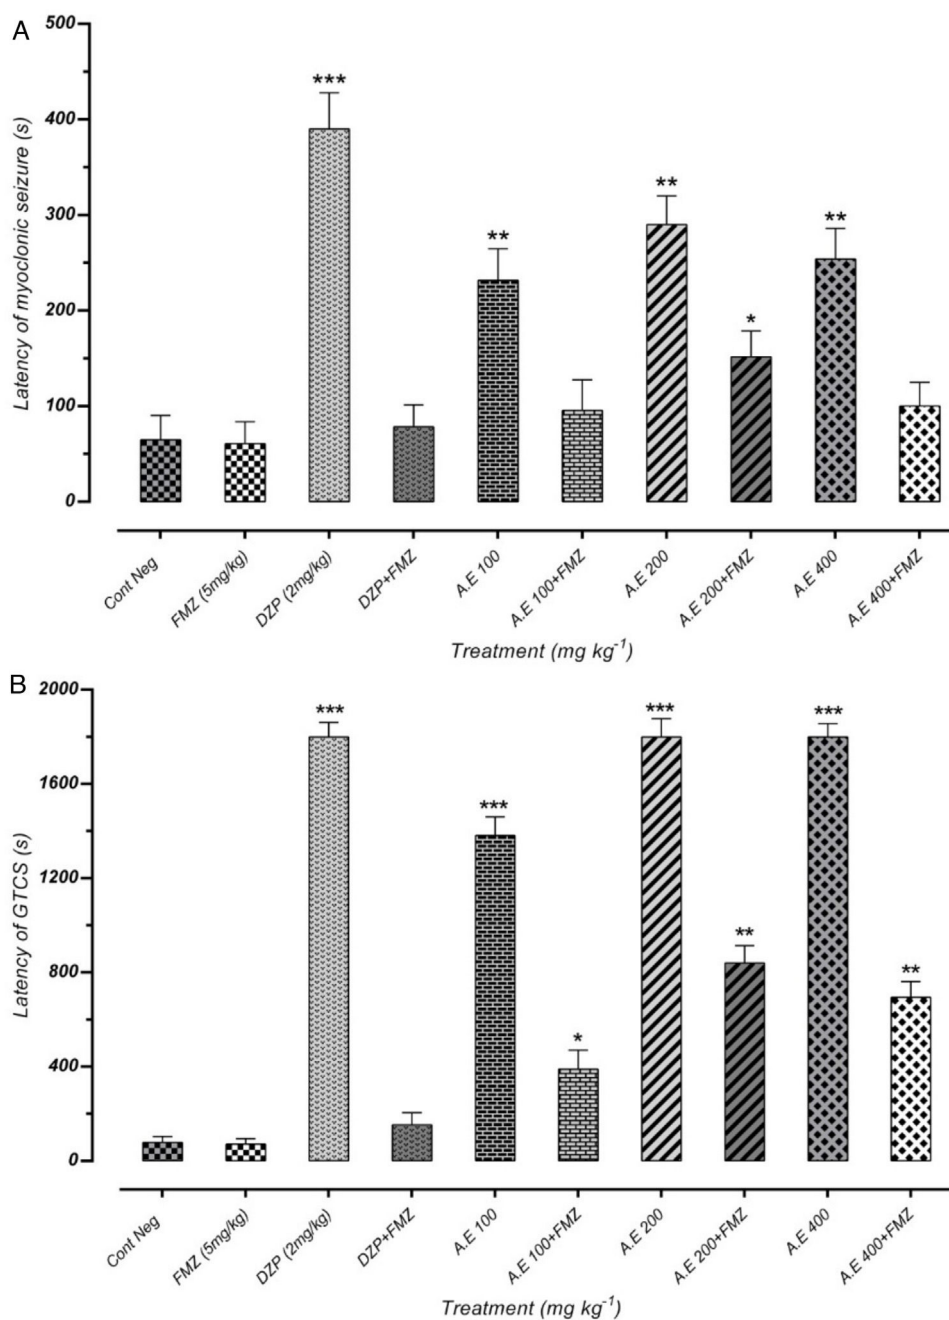 A
Latency of myoclonic seizure (s)
500
400
300
200
100
0
***
**
**
*
**
Cont Neg
FMZ (5mg/kg)
DZP (2mg/kg)
DZP+FMZ
A.E 100
A.E 100+FMZ
A.E 200
A.E 200+FMZ
A.E 400
A.E 400+FMZ
Treatment (mg kg⁻¹)
B
Latency of GTCS (s)
2000
1600
1200
800
400
0
***
***
*
***
**
***
**
Cont Neg
FMZ (5mg/kg)
DZP (2mg/kg)
DZP+FMZ
A.E 100
A.E 100+FMZ
A.E 200
A.E 200+FMZ
A.E 400
A.E 400+FMZ
Treatment (mg kg⁻¹)